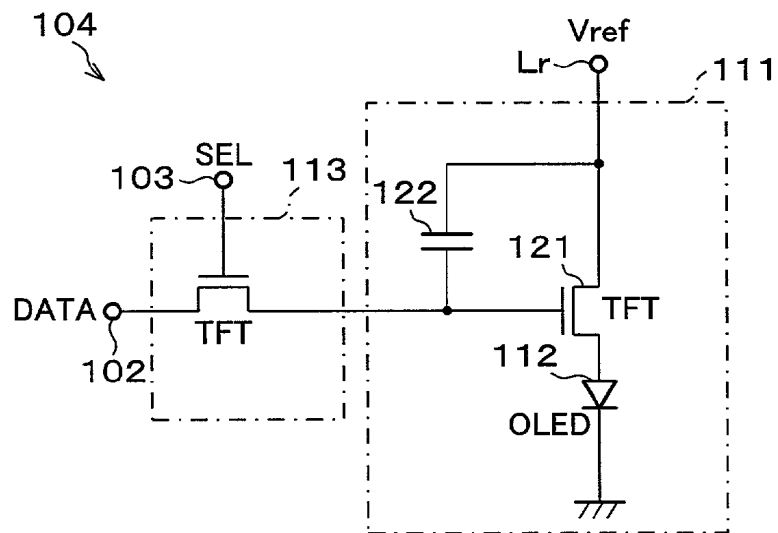 104
Vref
Lr
111
SEL
103
113
122
121
DATA
TFT
TFT
102
112
OLED